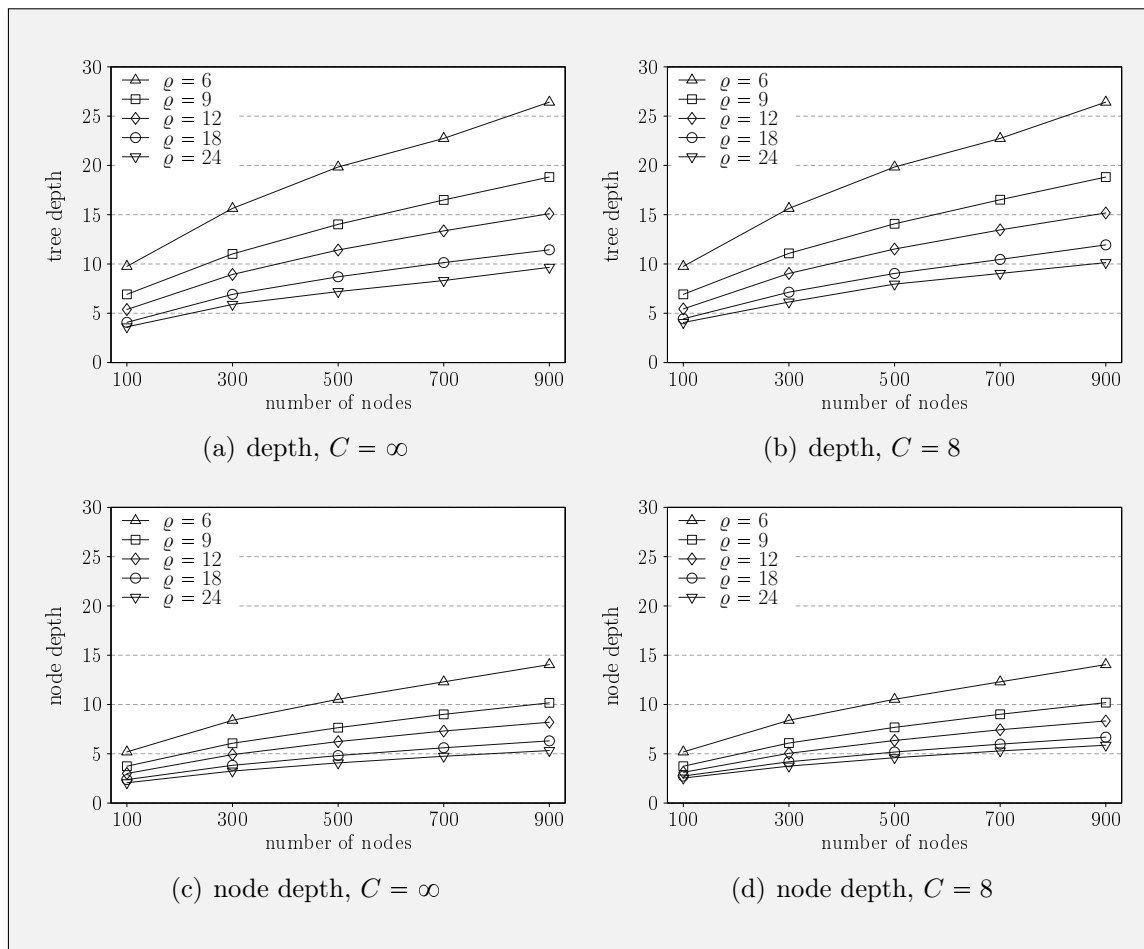 30
25
20
15
10
5
0
tree depth
ϱ = 6
ϱ = 9
ϱ = 12
ϱ = 18
ϱ = 24
100 300 500 700 900
number of nodes
(a) depth, C = ∞
30
25
20
15
10
5
0
tree depth
ϱ = 6
ϱ = 9
ϱ = 12
ϱ = 18
ϱ = 24
100 300 500 700 900
number of nodes
(b) depth, C = 8
30
25
20
15
10
5
0
node depth
ϱ = 6
ϱ = 9
ϱ = 12
ϱ = 18
ϱ = 24
100 300 500 700 900
number of nodes
(c) node depth, C = ∞
30
25
20
15
10
5
0
node depth
ϱ = 6
ϱ = 9
ϱ = 12
ϱ = 18
ϱ = 24
100 300 500 700 900
number of nodes
(d) node depth, C = 8